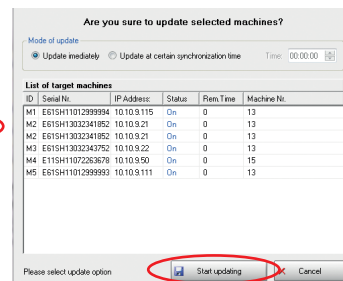 Are you sure to update selected machines?
Mode of update
Update imediately Update at certain synchronization time Time: 00:00:00
List of target machines
ID Serial Nr. IP Address: Status Rem.Time Machine Nr.
M1 E61SH11012999994 10.10.9.115 On 0 13
M2 E61SH13032341852 10.10.9.21 On 0 13
M2 E61SH13032341852 10.10.9.21 On 0 13
M3 E61SH13032343752 10.10.9.22 On 0 13
M4 E11SH11072263678 10.10.9.50 On 0 15
M5 E61SH11012999993 10.10.9.111 On 0 13
Please select update option Start updating Cancel